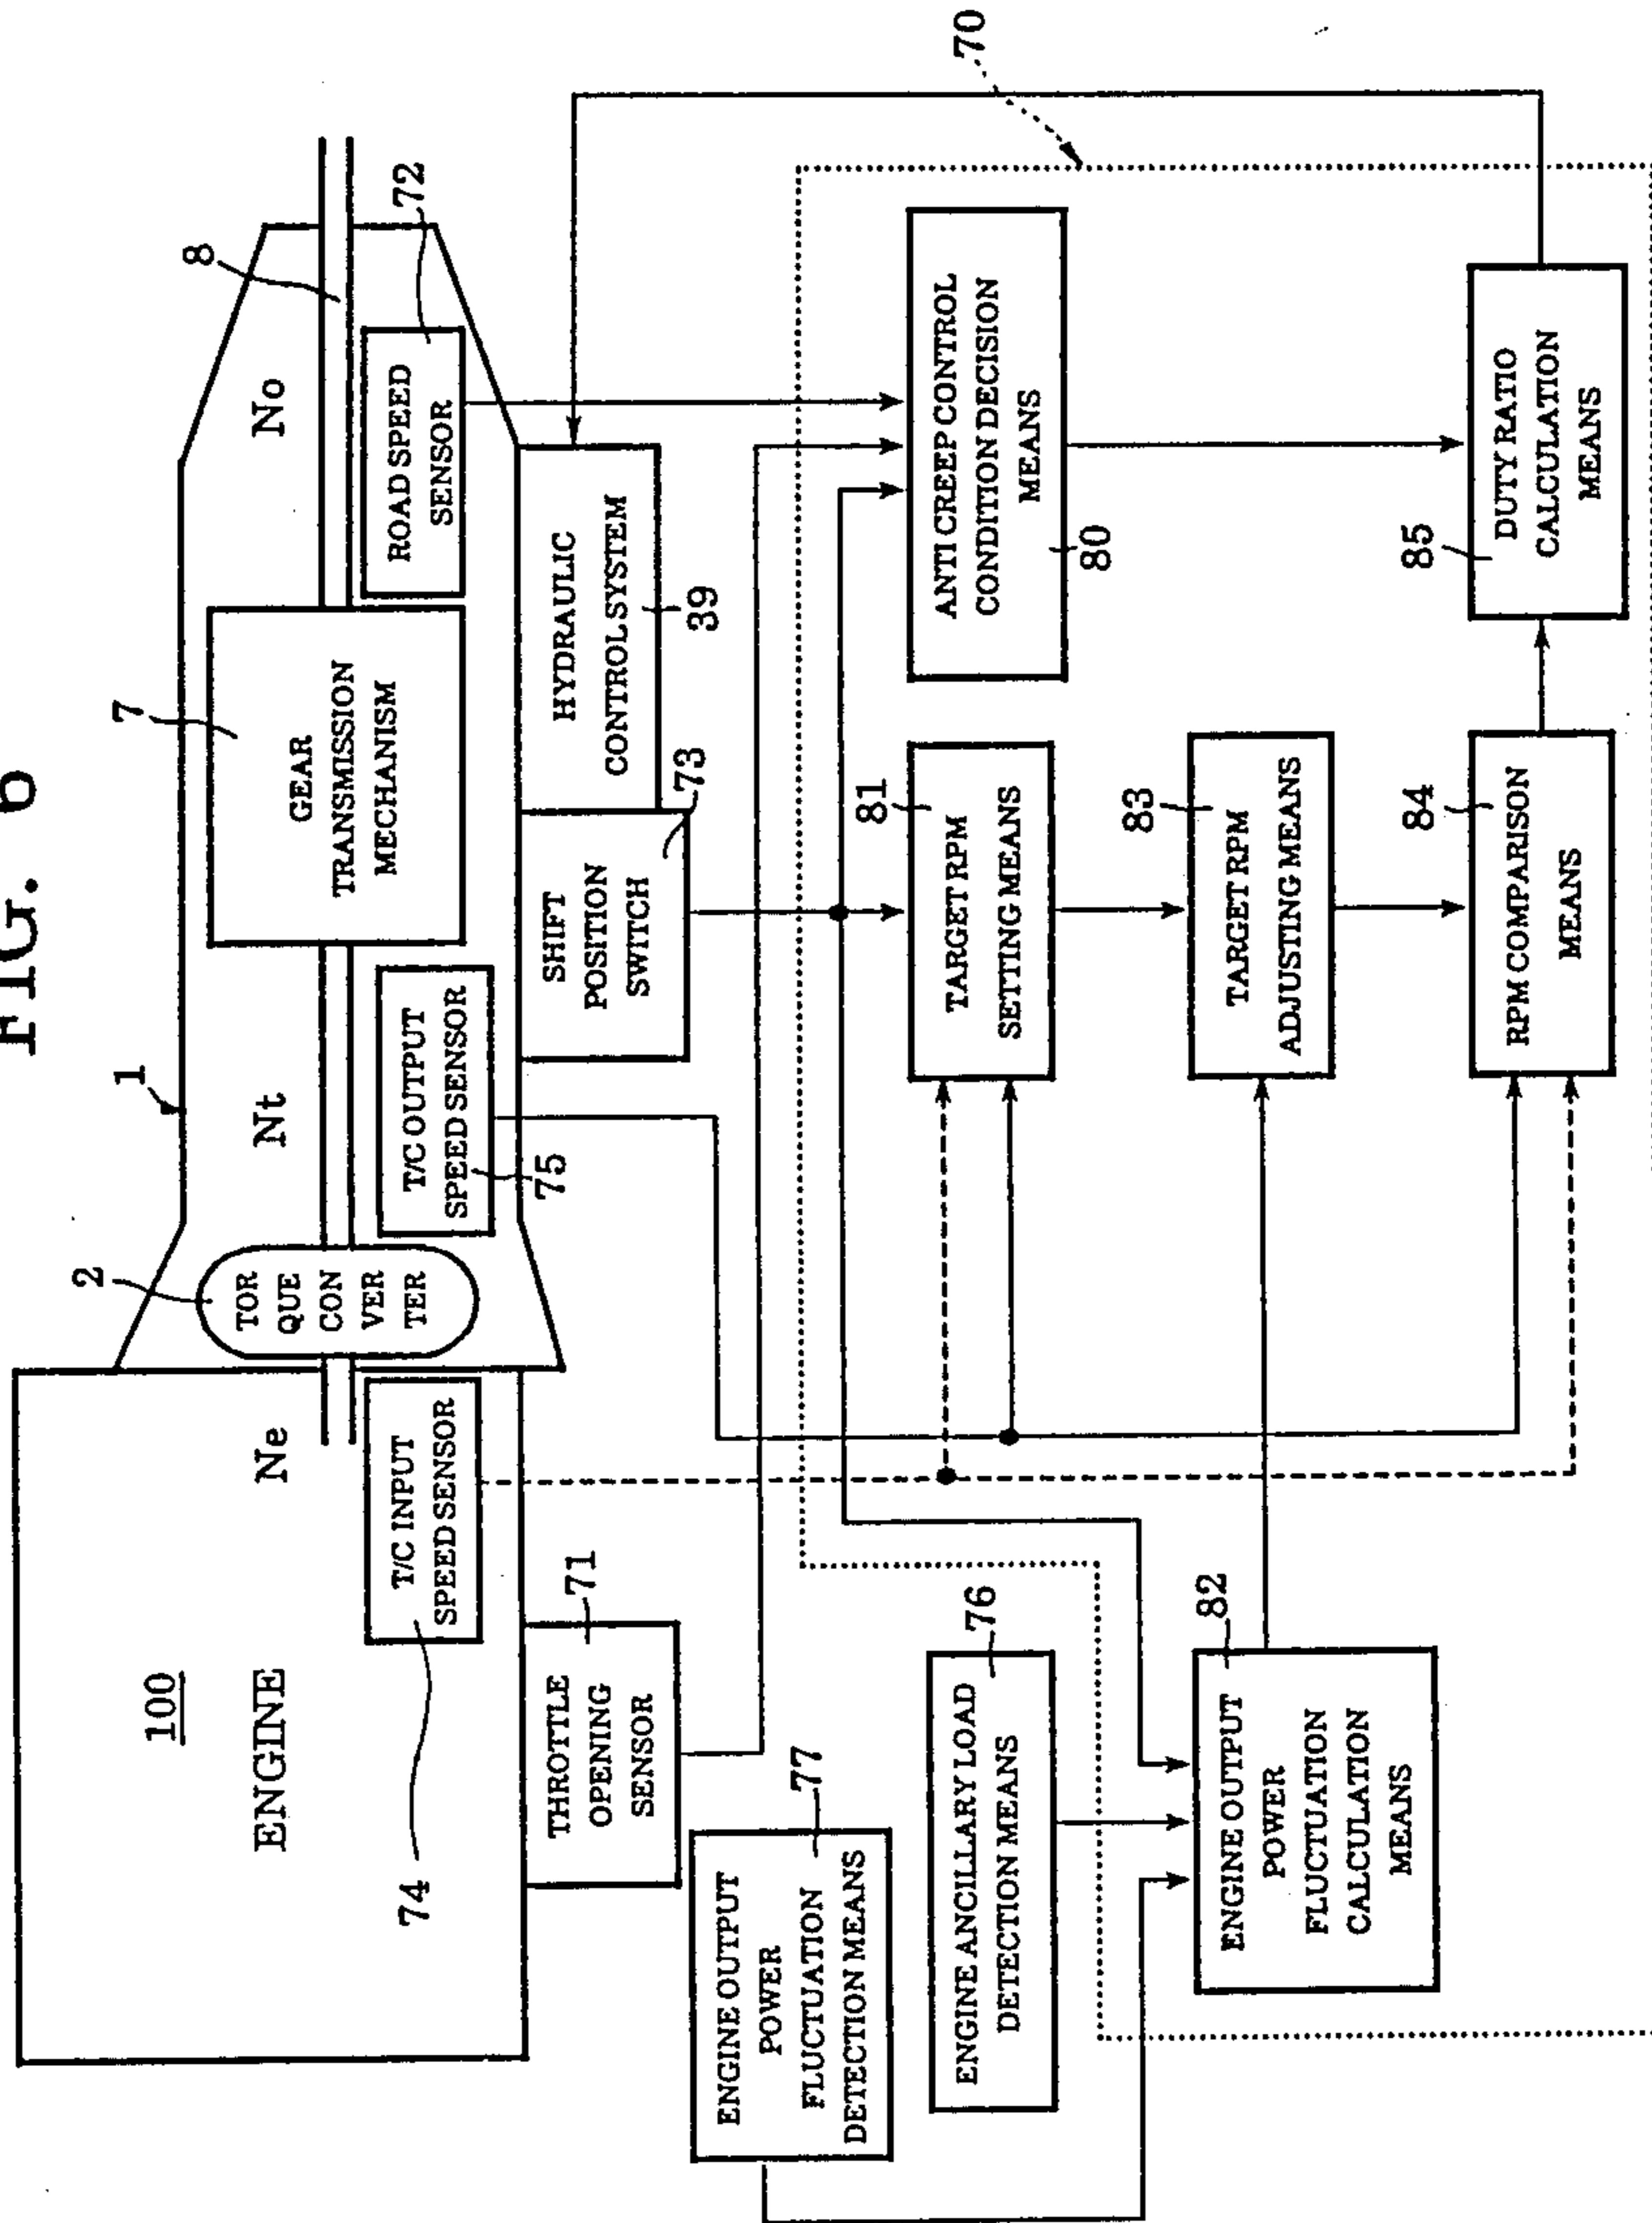 FIG. 6
100
ENGINE
Ne
T/C INPUT
SPEED SENSOR
74
THROTTLE
OPENING
SENSOR
71
2
TOR
QUE
CON
VER
TER
1
Nt
T/C OUTPUT
SPEED SENSOR
75
7
GEAR
TRANSMISSION
MECHANISM
8
No
ROAD SPEED
SENSOR
72
SHIFT
POSITION
SWITCH
73
HYDRAULIC
CONTROL SYSTEM
39
70
ENGINE OUTPUT
POWER
FLUCTUATION
DETECTION MEANS
77
ENGINE ANCILLARY LOAD
DETECTION MEANS
76
TARGET RPM
SETTING MEANS
81
ANTI CREEP CONTROL
CONDITION DECISION
MEANS
80
ENGINE OUTPUT
POWER
FLUCTUATION
CALCULATION
MEANS
82
TARGET RPM
ADJUSTING MEANS
83
RPM COMPARISON
MEANS
84
DUTY RATIO
CALCULATION
MEANS
85